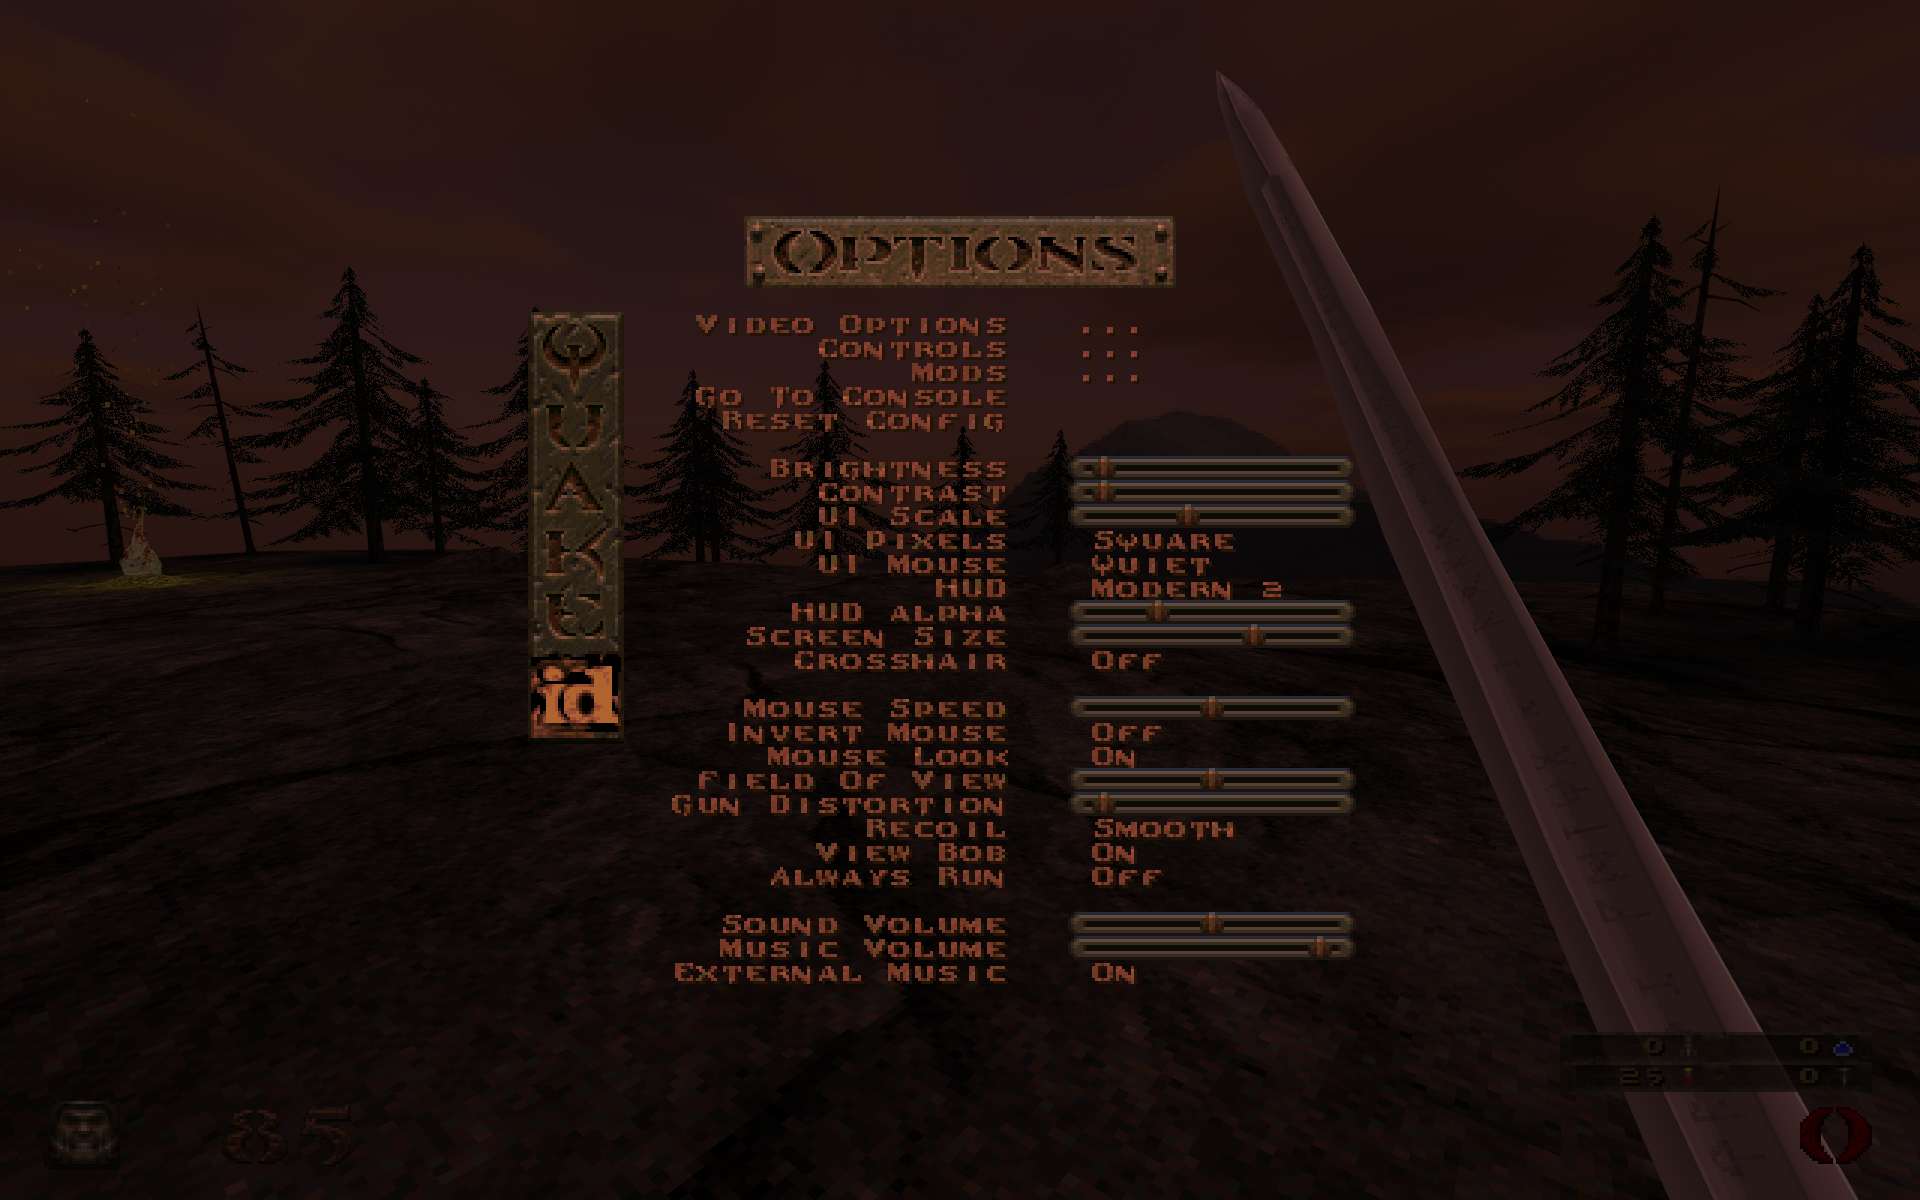 OPTIONS
QUAKE
id
Video Options ...
Controls ...
Mods ...
Go To Console
Reset Config
Brightness
Contrast
UI Scale
UI Pixels Square
UI Mouse Quiet
HUD Modern 2
HUD alpha
Screen Size
Crosshair Off
Mouse Speed
Invert Mouse Off
Mouse Look On
Field Of View
Gun Distortion
Recoil Smooth
View Bob On
Always Run Off
Sound Volume
Music Volume
External Music On
0 0
25 0
85